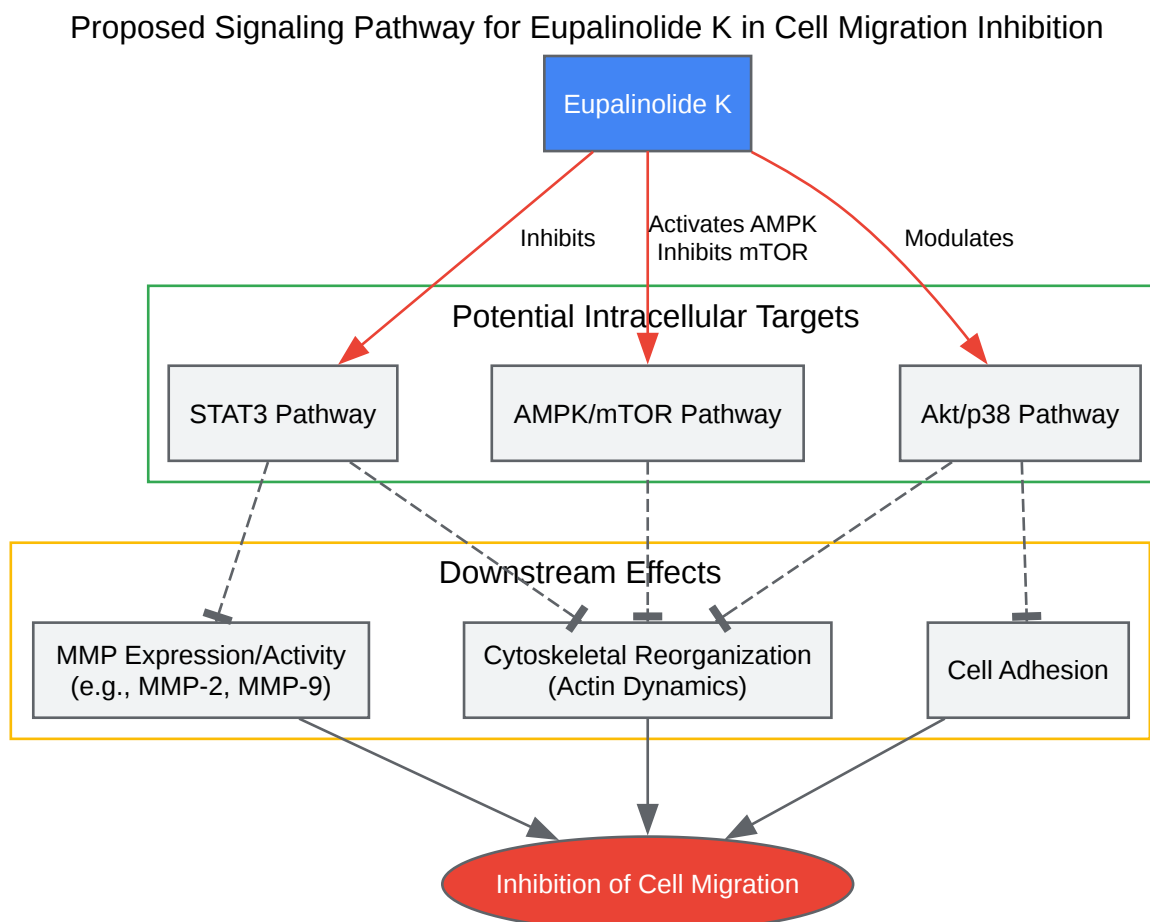 Proposed Signaling Pathway for Eupalinolide K in Cell Migration Inhibition
Eupalinolide K
Inhibits
Activates AMPK
Inhibits mTOR
Modulates
Potential Intracellular Targets
STAT3 Pathway
AMPK/mTOR Pathway
Akt/p38 Pathway
Downstream Effects
MMP Expression/Activity
(e.g., MMP-2, MMP-9)
Cytoskeletal Reorganization
(Actin Dynamics)
Cell Adhesion
Inhibition of Cell Migration